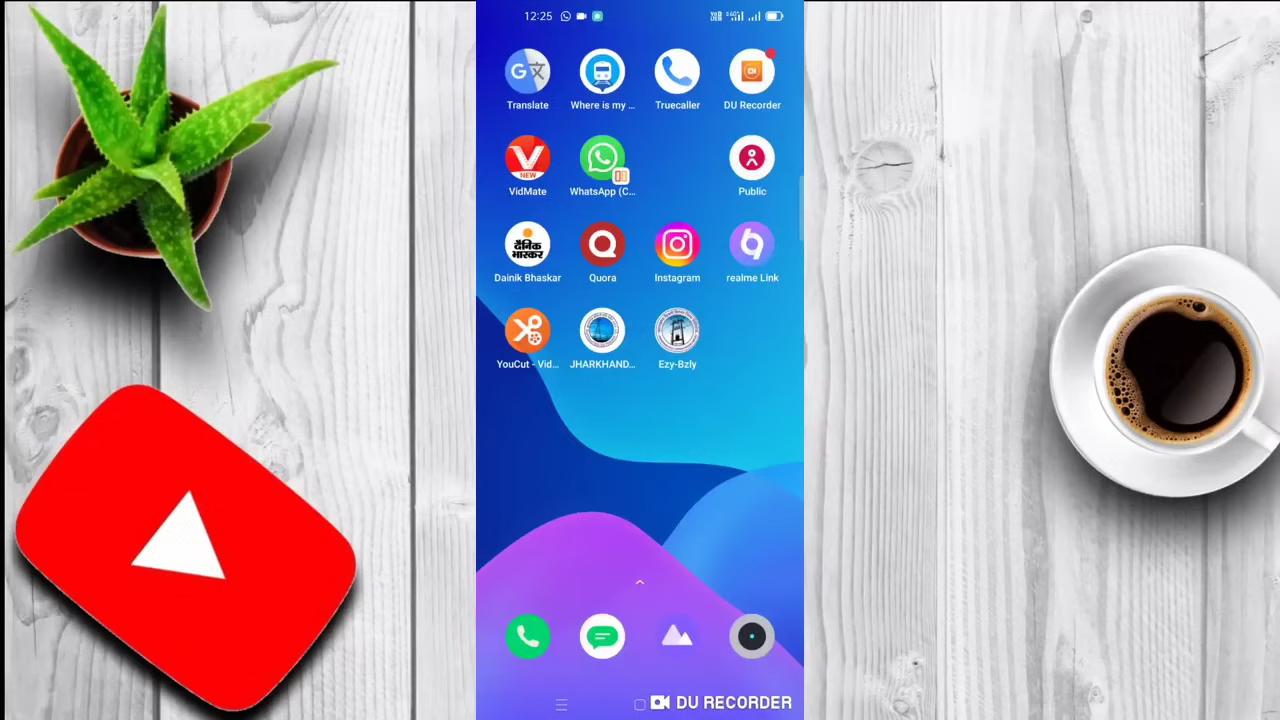 12:25
Translate
Where is my ...
Truecaller
DU Recorder
NEW
VidMate
WhatsApp (C...
Public
दैनिक
भास्कर
Dainik Bhaskar
Quora
Instagram
realme Link
YouCut - Vid...
JHARKHAND...
Ezy-Bzly
DU RECORDER